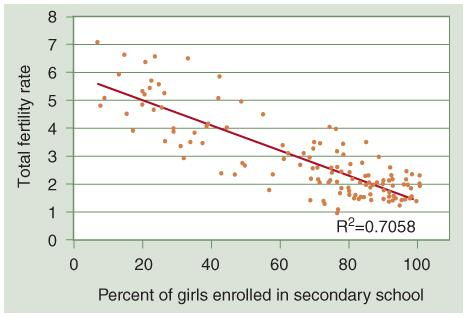 8
7
6
5
4
3
2
1
0
Total fertility rate
R²=0.7058
0 20 40 60 80 100
Percent of girls enrolled in secondary school